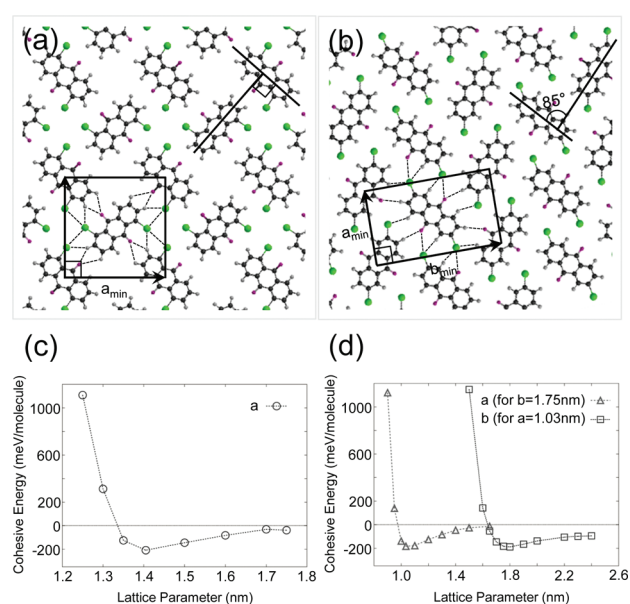 (a)
a_min
(b)
85°
a_min
b_min
(c)
Cohesive Energy (meV/molecule)
1000
600
200
0
-200
a
1.2 1.3 1.4 1.5 1.6 1.7 1.8
Lattice Parameter (nm)
(d)
Cohesive Energy (meV/molecule)
1000
600
200
0
-200
a (for b=1.75nm)
b (for a=1.03nm)
1.0 1.4 1.8 2.2 2.6
Lattice Parameter (nm)